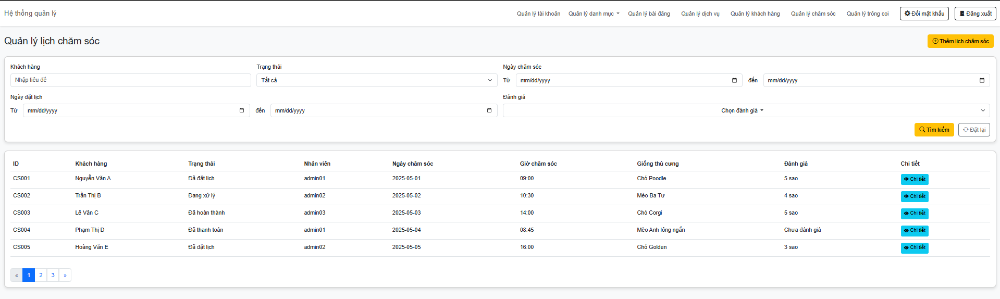 Hệ thống quản lý Quản lý tài khoản Quản lý danh mục Quản lý bài đăng Quản lý dịch vụ Quản lý khách hàng Quản lý chăm sóc Quản lý trông coi Đổi mật khẩu Đăng xuất
Quản lý lịch chăm sóc Thêm lịch chăm sóc
Khách hàng Trạng thái Ngày chăm sóc
Nhập tiêu đề Tất cả Từ mm/dd/yyyy đến mm/dd/yyyy
Ngày đặt lịch Đánh giá
Từ mm/dd/yyyy đến mm/dd/yyyy Chọn đánh giá
Tìm kiếm Đặt lại
ID Khách hàng Trạng thái Nhân viên Ngày chăm sóc Giờ chăm sóc Giống thú cưng Đánh giá Chi tiết
CS001 Nguyễn Văn A Đã đặt lịch admin01 2025-05-01 09:00 Chó Poodle 5 sao Chi tiết
CS002 Trần Thị B Đang xử lý admin02 2025-05-02 10:30 Mèo Ba Tư 4 sao Chi tiết
CS003 Lê Văn C Đã hoàn thành admin03 2025-05-03 14:00 Chó Corgi 5 sao Chi tiết
CS004 Phạm Thị D Đã thanh toán admin01 2025-05-04 08:45 Mèo Anh lông ngắn Chưa đánh giá Chi tiết
CS005 Hoàng Văn E Đã đặt lịch admin02 2025-05-05 16:00 Chó Golden 3 sao Chi tiết
« 1 2 3 »